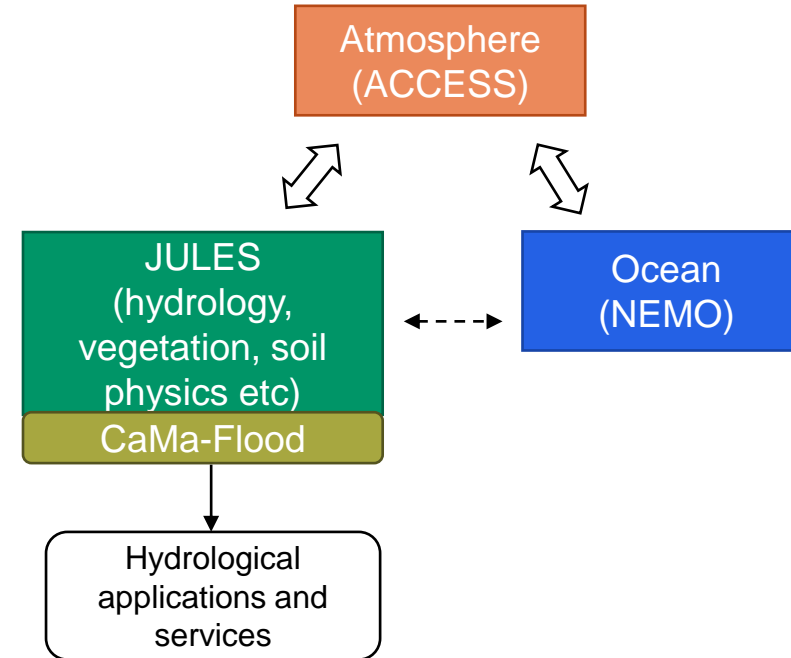 Atmosphere
(ACCESS)
JULES
(hydrology,
vegetation, soil
physics etc)
Ocean
(NEMO)
CaMa-Flood
Hydrological
applications and
services